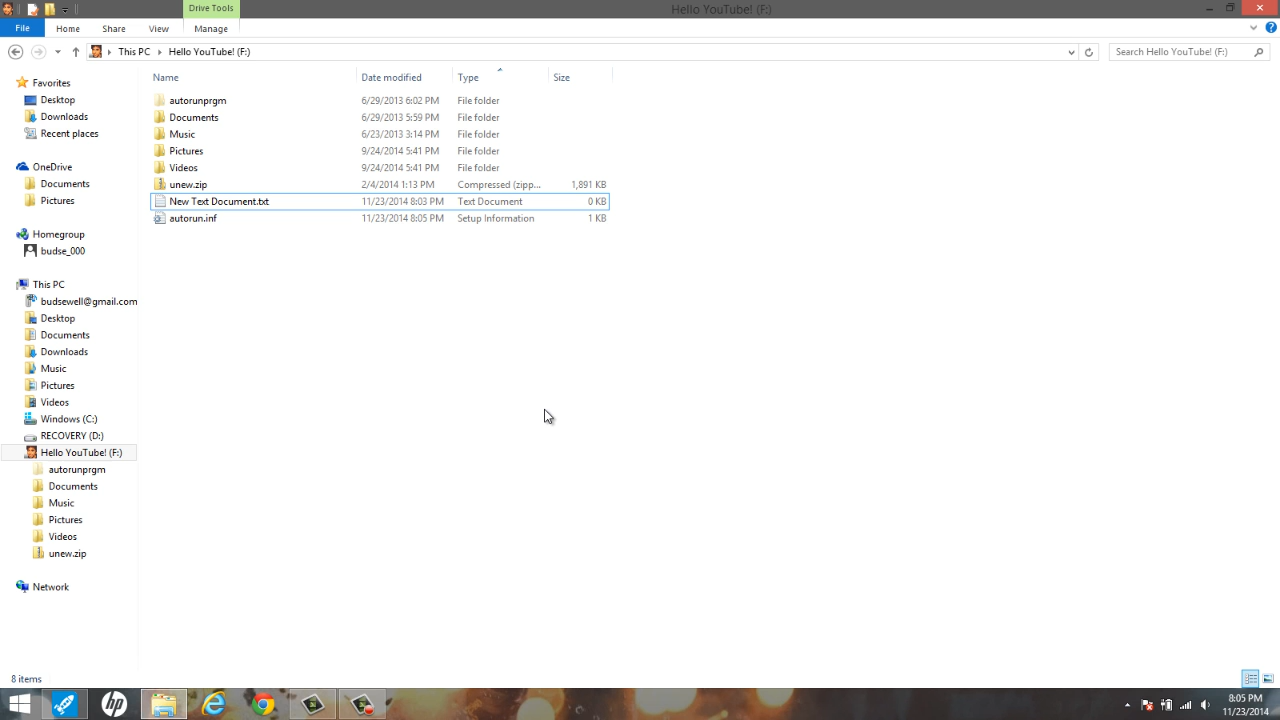 Drive Tools
Hello YouTube! (F:)
File Home Share View Manage
This PC Hello YouTube! (F:)
Search Hello YouTube! (F:)
Name Date modified Type Size
autorunprgm 6/29/2013 6:02 PM File folder
Documents 6/29/2013 5:59 PM File folder
Music 6/23/2013 3:14 PM File folder
Pictures 9/24/2014 5:41 PM File folder
Videos 9/24/2014 5:41 PM File folder
unew.zip 2/4/2014 1:13 PM Compressed (zipp... 1,891 KB
New Text Document.txt 11/23/2014 8:03 PM Text Document 0 KB
autorun.inf 11/23/2014 8:05 PM Setup Information 1 KB
Favorites
Desktop
Downloads
Recent places
OneDrive
Documents
Pictures
Homegroup
budse_000
This PC
budsewell@gmail.com
Desktop
Documents
Downloads
Music
Pictures
Videos
Windows (C:)
RECOVERY (D:)
Hello YouTube! (F:)
autorunprgm
Documents
Music
Pictures
Videos
unew.zip
Network
8 items
hp
8:05 PM
11/23/2014